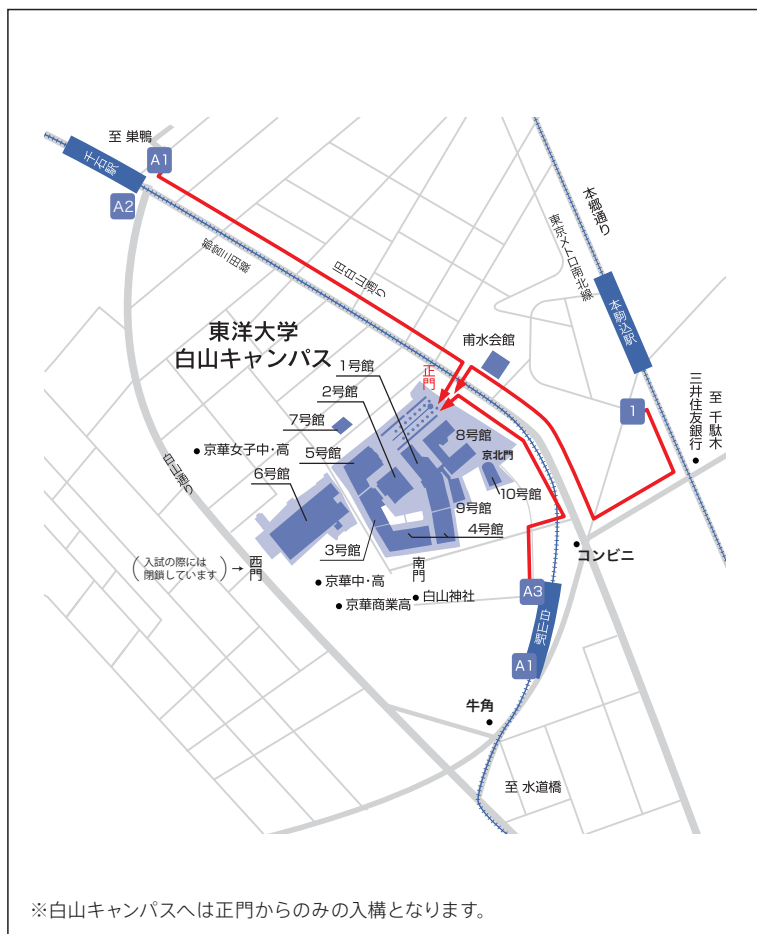 至 巣鴨
A1
千石駅
A2
都営三田線
旧白山通り
本郷通り
東京メトロ南北線
本駒込駅
東洋大学
白山キャンパス
甫水会館
正門
1号館
2号館
7号館
8号館
京北門
5号館
京華女子中・高
6号館
10号館
9号館
4号館
3号館
白山通り
1
三井住友銀行
至 千駄木
入試の際には
閉鎖しています
→
西門
南門
コンビニ
京華中・高
白山神社
京華商業高
A3
白山駅
A1
牛角
至 水道橋
※白山キャンパスへは正門からのみの入構となります。